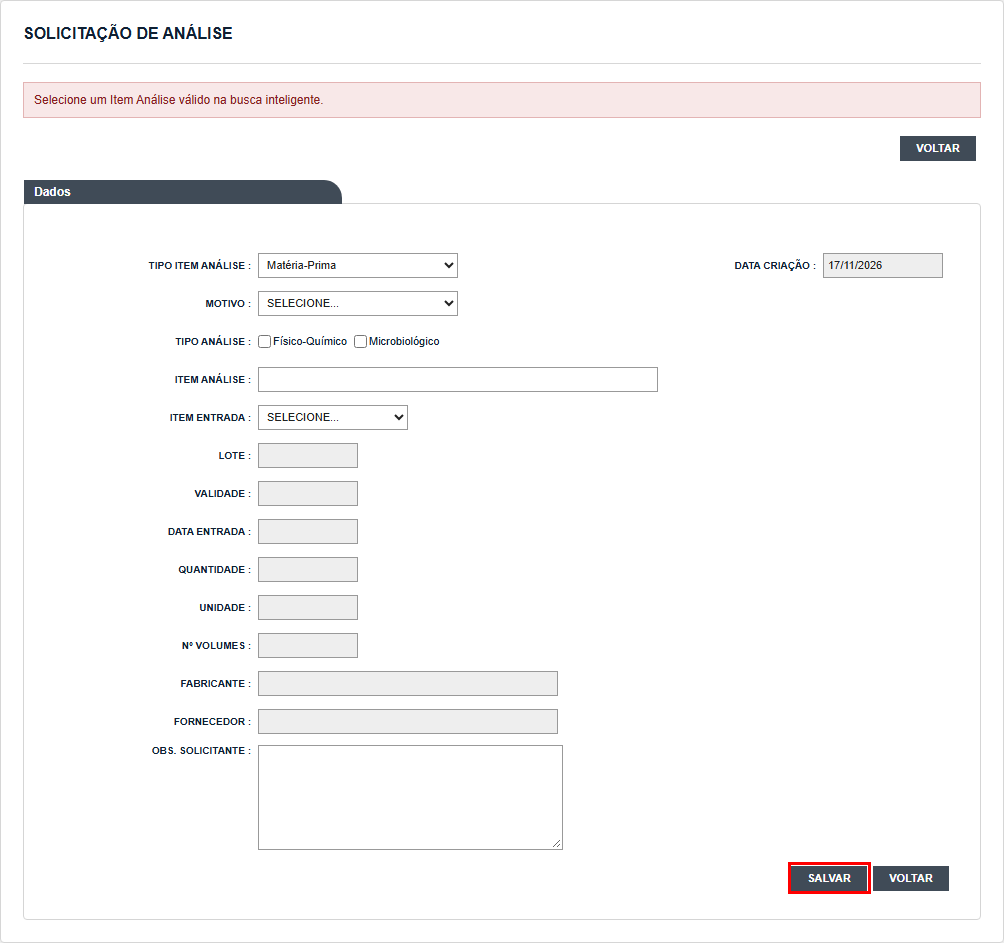 SOLICITAÇÃO DE ANÁLISE
Selecione um Item Análise válido na busca inteligente.
VOLTAR
Dados
TIPO ITEM ANÁLISE : Matéria-Prima DATA CRIAÇÃO : 17/11/2026
MOTIVO : SELECIONE...
TIPO ANÁLISE : Físico-Químico Microbiológico
ITEM ANÁLISE :
ITEM ENTRADA : SELECIONE...
LOTE :
VALIDADE :
DATA ENTRADA :
QUANTIDADE :
UNIDADE :
Nº VOLUMES :
FABRICANTE :
FORNECEDOR :
OBS. SOLICITANTE :
SALVAR VOLTAR